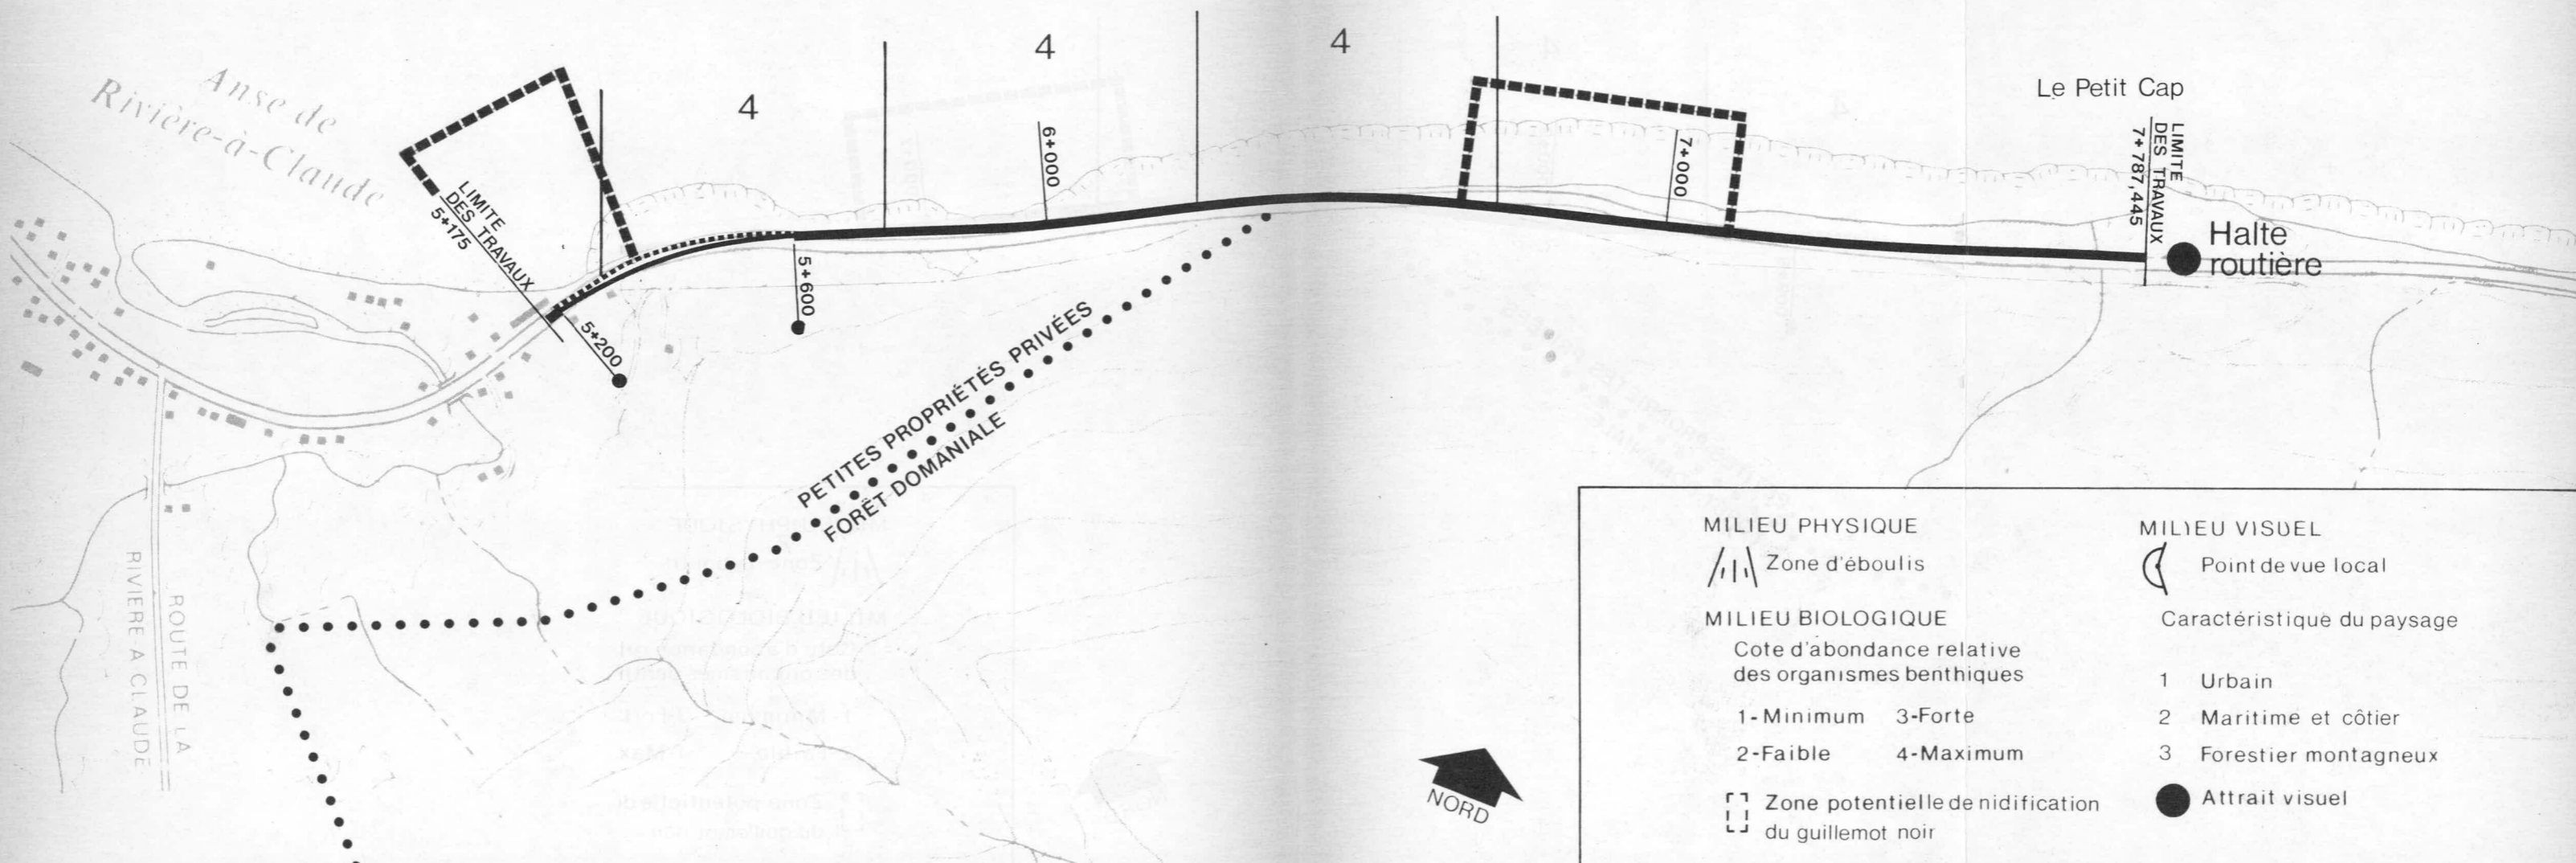 Anse de
Rivière-à-Claude
4
4
4
LIMITE
DES TRAVAUX
5+175
5+200
5+600
6+000
7+000
Le Petit Cap
LIMITE
DES TRAVAUX
7+787,445
Halte
routière
PETITES PROPRIÉTÉS PRIVÉES
FORÊT DOMANIALE
ROUTE DE LA
RIVIERE A CLAUDE
NORD
MILIEU PHYSIQUE
Zone d'éboulis
MILIEU BIOLOGIQUE
Cote d'abondance relative
des organismes benthiques
1-Minimum 3-Forte
2-Faible 4-Maximum
Zone potentielle de nidification
du guillemot noir
MILIEU VISUEL
Point de vue local
Caractéristique du paysage
1 Urbain
2 Maritime et côtier
3 Forestier montagneux
Attrait visuel